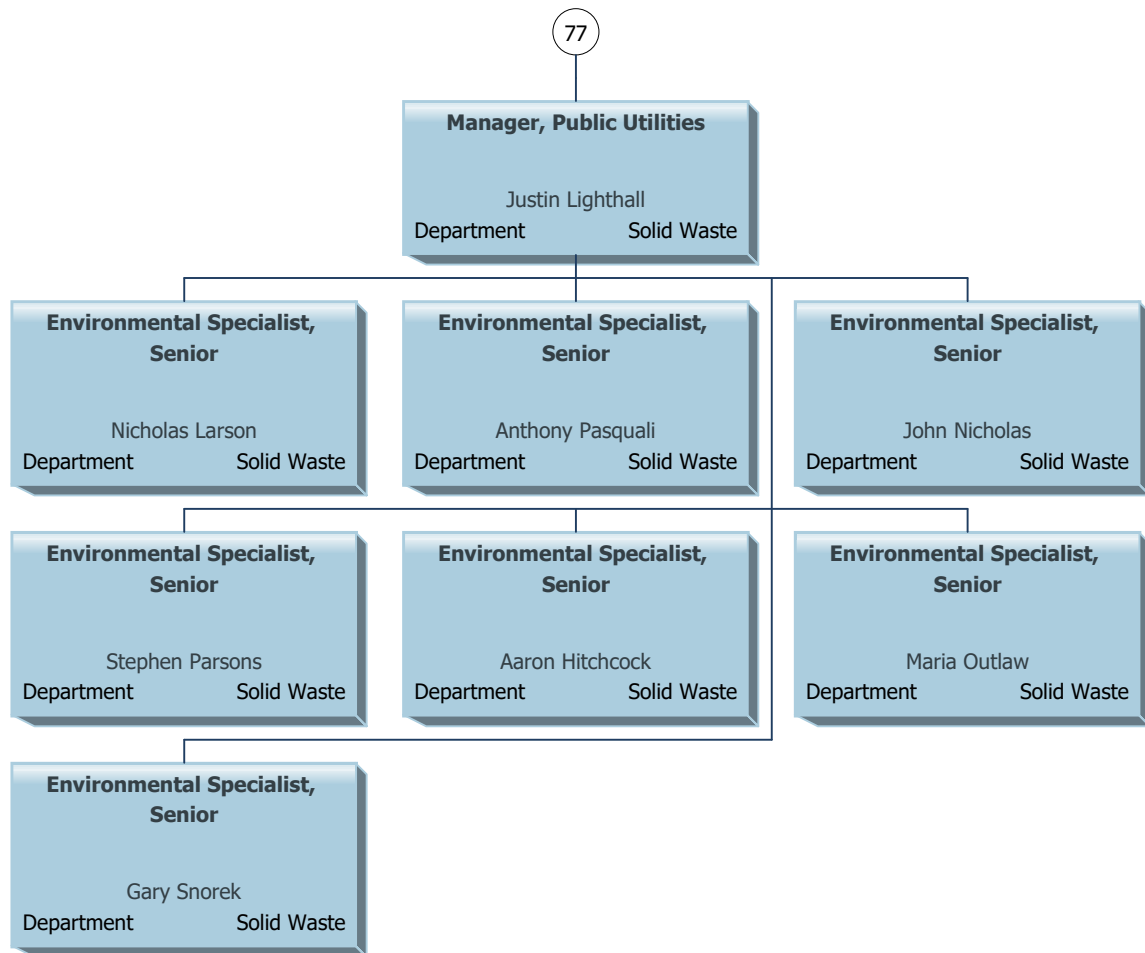 77
Manager, Public Utilities
Justin Lighthall
Department Solid Waste
Environmental Specialist,
Senior
Nicholas Larson
Department Solid Waste
Environmental Specialist,
Senior
Anthony Pasquali
Department Solid Waste
Environmental Specialist,
Senior
John Nicholas
Department Solid Waste
Environmental Specialist,
Senior
Stephen Parsons
Department Solid Waste
Environmental Specialist,
Senior
Aaron Hitchcock
Department Solid Waste
Environmental Specialist,
Senior
Maria Outlaw
Department Solid Waste
Environmental Specialist,
Senior
Gary Snorek
Department Solid Waste